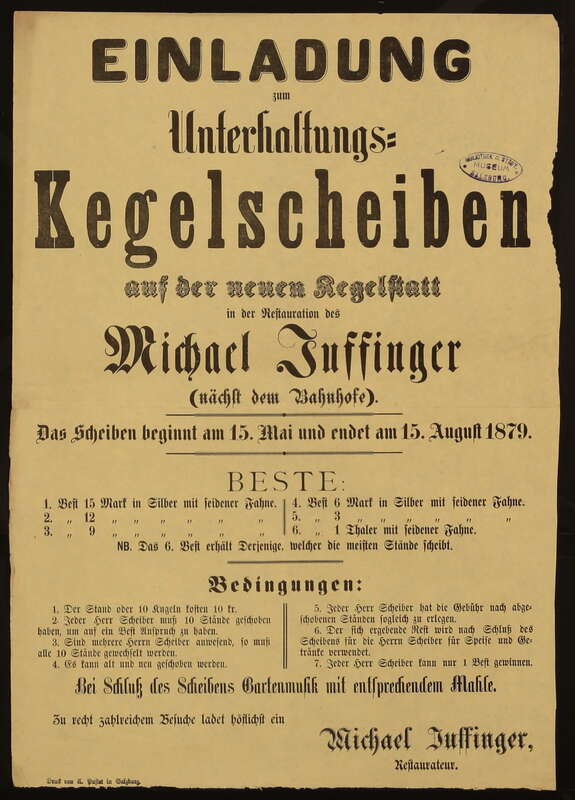 EINLADUNG
zum
Unterhaltungs=
Kegelscheiben
auf der neuen Kegelstatt
in der Restauration des
Michael Juffinger
(nächst dem Bahnhofe).
Das Scheiben beginnt am 15. Mai und endet am 15. August 1879.
BESTE:
1. Best 15 Mark in Silber mit seidener Fahne.
2. „ 12 „ „ „ „ „ „
3. „ 9 „ „ „ „ „ „
4. Best 6 Mark in Silber mit seidener Fahne.
5. „ 3 „ „ „ „ „ „
6. „ 1 Thaler mit seidener Fahne.
NB. Das 6. Best erhält Derjenige, welcher die meisten Stände scheibt.
Bedingungen:
1. Der Stand oder 10 Kugeln kosten 10 kr.
2. Jeder Herr Scheiber muß 10 Stände geschoben
haben, um auf ein Best Anspruch zu haben.
3. Sind mehrere Herrn Scheiber anwesend, so muß
alle 10 Stände gewechselt werden.
4. Es kann alt und neu geschoben werden.
5. Jeder Herr Scheiber hat die Gebühr nach abge=
schobenen Ständen sogleich zu erlegen.
6. Der sich ergebende Rest wird nach Schluß des
Scheibens für die Herrn Scheiber für Speise und Ge=
tränke verwendet.
7. Jeder Herr Scheiber kann nur 1 Best gewinnen.
Bei Schluß des Scheibens Gartenmusik mit entsprechendem Mahle.
Zu recht zahlreichem Besuche ladet höflichst ein
Michael Juffinger,
Restaurateur.
Druck von A. Pustet in Salzburg.
BIBLIOTHEK D. STÄDT.
MUSEUM
SALZBURG.